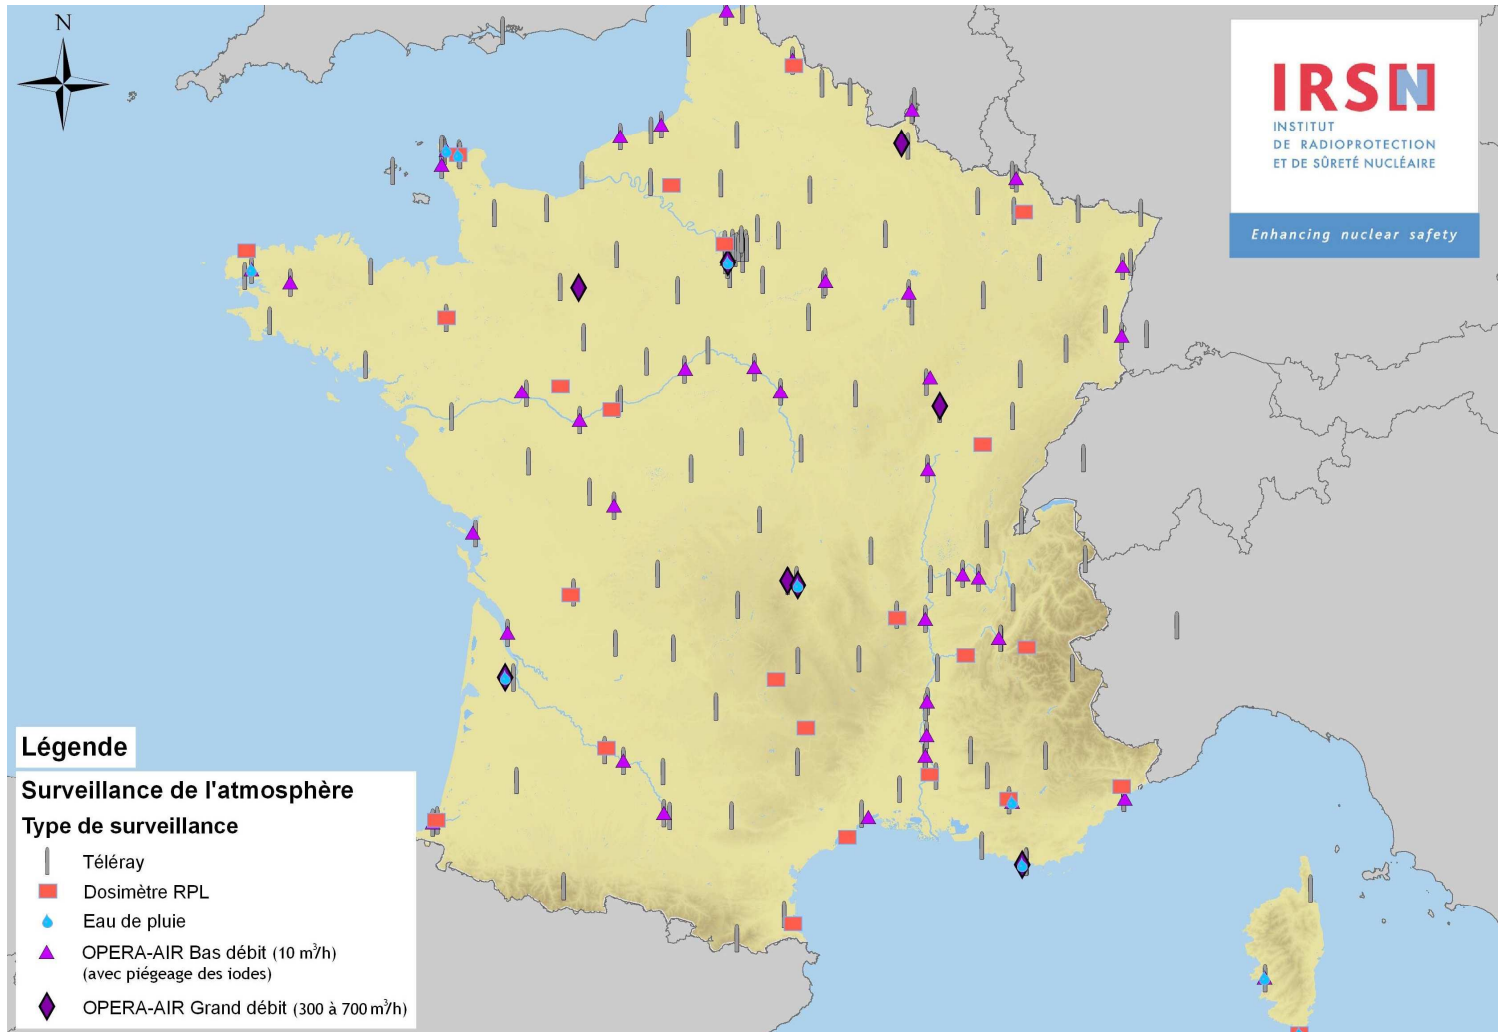 N
IRSN
INSTITUT
DE RADIOPROTECTION
ET DE SÛRETÉ NUCLÉAIRE
Enhancing nuclear safety
Légende
Surveillance de l'atmosphère
Type de surveillance
Téléray
Dosimètre RPL
Eau de pluie
OPERA-AIR Bas débit (10 m³/h)
(avec piégeage des iodes)
OPERA-AIR Grand débit (300 à 700 m³/h)